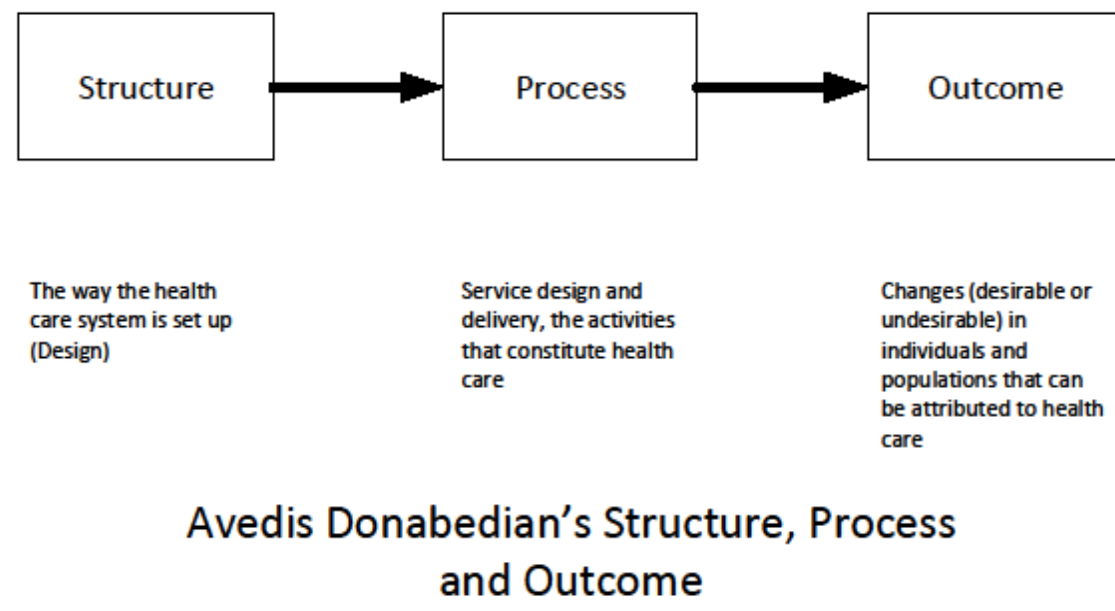 Structure
Process
Outcome
The way the health
care system is set up
(Design)
Service design and
delivery, the activities
that constitute health
care
Changes (desirable or
undesirable) in
individuals and
populations that can
be attributed to health
care
Avedis Donabedian’s Structure, Process
and Outcome